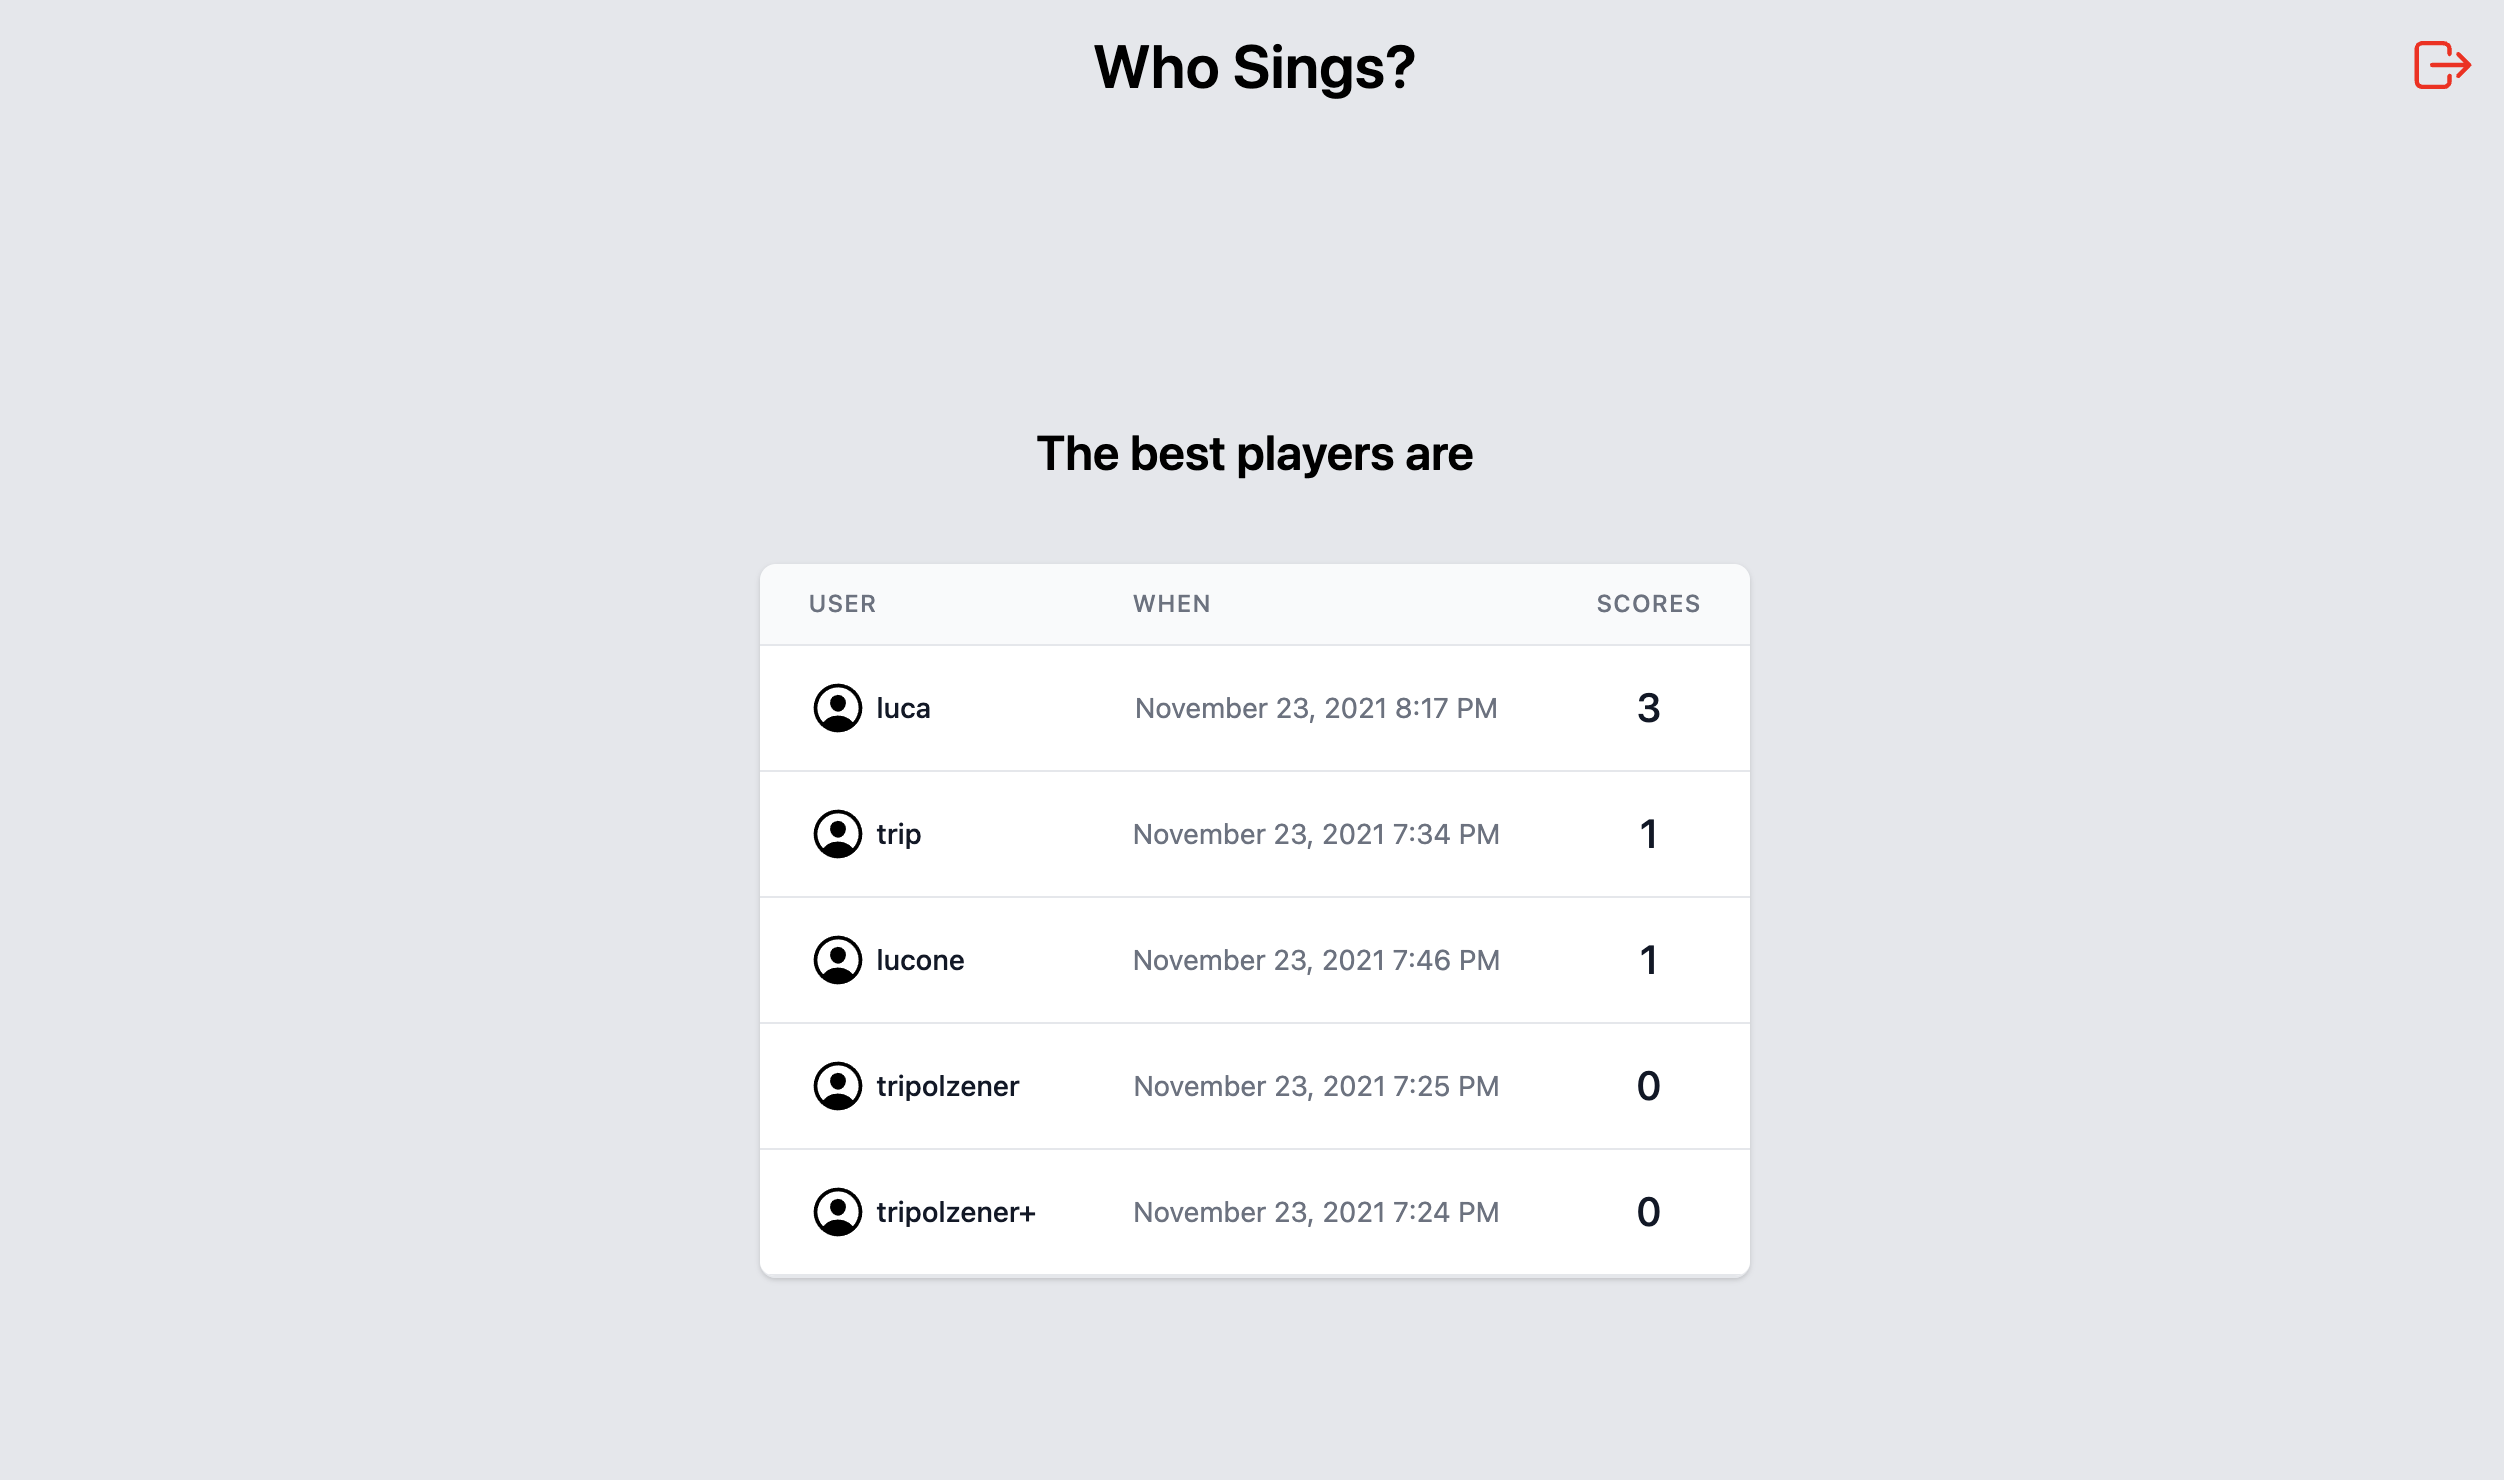 Who Sings?
The best players are
USER WHEN SCORES
luca November 23, 2021 8:17 PM 3
trip November 23, 2021 7:34 PM 1
lucone November 23, 2021 7:46 PM 1
tripolzener November 23, 2021 7:25 PM 0
tripolzener+ November 23, 2021 7:24 PM 0